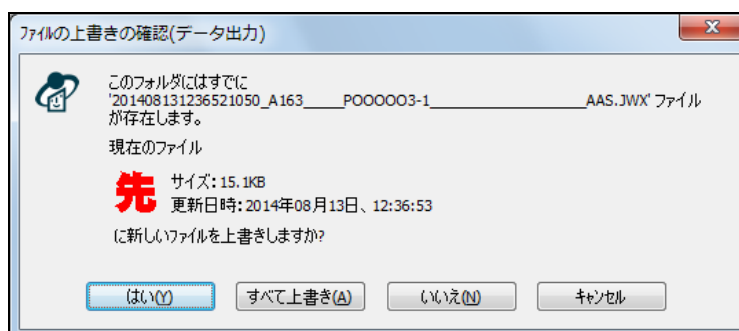 ファイルの上書きの確認(データ出力)
このフォルダにはすでに
'201408131236521050_A163_____POOOOO3-1____________________AAS.JWX' ファイル
が存在します。
現在のファイル
先
サイズ: 15.1KB
更新日時: 2014年08月13日、12:36:53
に新しいファイルを上書きしますか?
はい(Y) すべて上書き(A) いいえ(N) キャンセル